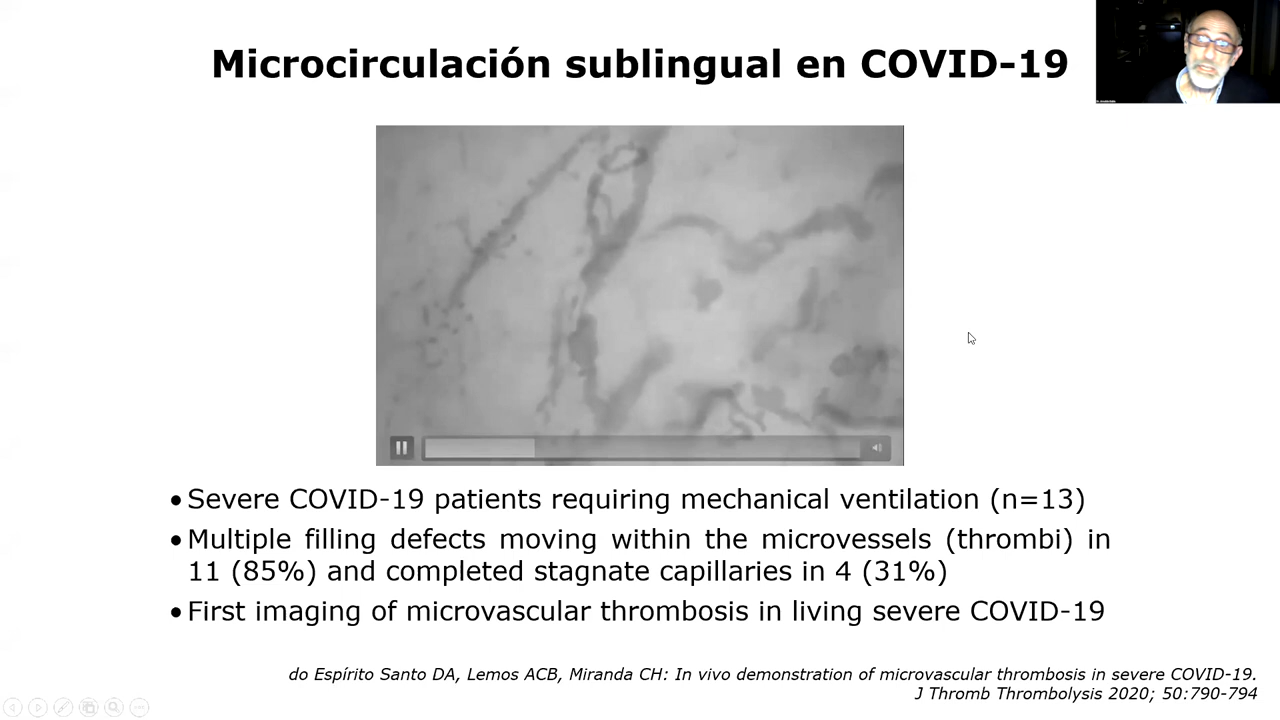 Microcirculación sublingual en COVID-19
• Severe COVID-19 patients requiring mechanical ventilation (n=13)
• Multiple filling defects moving within the microvessels (thrombi) in
11 (85%) and completed stagnate capillaries in 4 (31%)
• First imaging of microvascular thrombosis in living severe COVID-19
do Espírito Santo DA, Lemos ACB, Miranda CH: In vivo demonstration of microvascular thrombosis in severe COVID-19.
J Thromb Thrombolysis 2020; 50:790-794